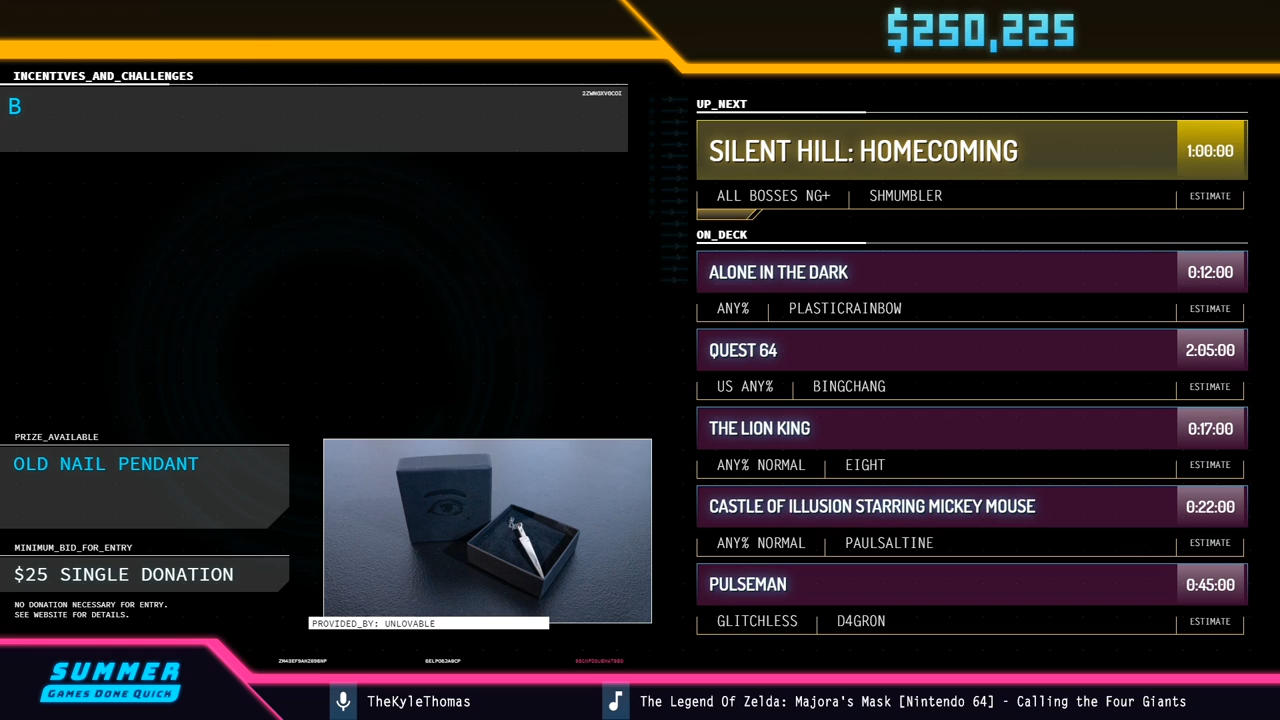 $250,225
INCENTIVES_AND_CHALLENGES
B
UP_NEXT
SILENT HILL: HOMECOMING
1:00:00
ALL BOSSES NG+
SHMUMBLER
ESTIMATE
ON_DECK
ALONE IN THE DARK
0:12:00
ANY%
PLASTICRAINBOW
ESTIMATE
QUEST 64
2:05:00
US ANY%
BINGCHANG
ESTIMATE
THE LION KING
0:17:00
ANY% NORMAL
EIGHT
ESTIMATE
CASTLE OF ILLUSION STARRING MICKEY MOUSE
0:22:00
ANY% NORMAL
PAULSALTINE
ESTIMATE
PULSEMAN
0:45:00
GLITCHLESS
D4GRON
ESTIMATE
PRIZE_AVAILABLE
OLD NAIL PENDANT
MINIMUM_BID_FOR_ENTRY
$25 SINGLE DONATION
NO DONATION NECESSARY FOR ENTRY.
SEE WEBSITE FOR DETAILS.
PROVIDED_BY: UNLOVABLE
SUMMER
GAMES DONE QUICK
TheKyleThomas
The Legend Of Zelda: Majora's Mask [Nintendo 64] - Calling the Four Giants